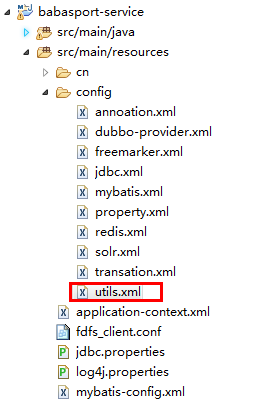 babasport-service
src/main/java
src/main/resources
cn
config
annoation.xml
dubbo-provider.xml
freemarker.xml
jdbc.xml
mybatis.xml
property.xml
redis.xml
solr.xml
transation.xml
utils.xml
application-context.xml
fdfs_client.conf
jdbc.properties
log4j.properties
mybatis-config.xml